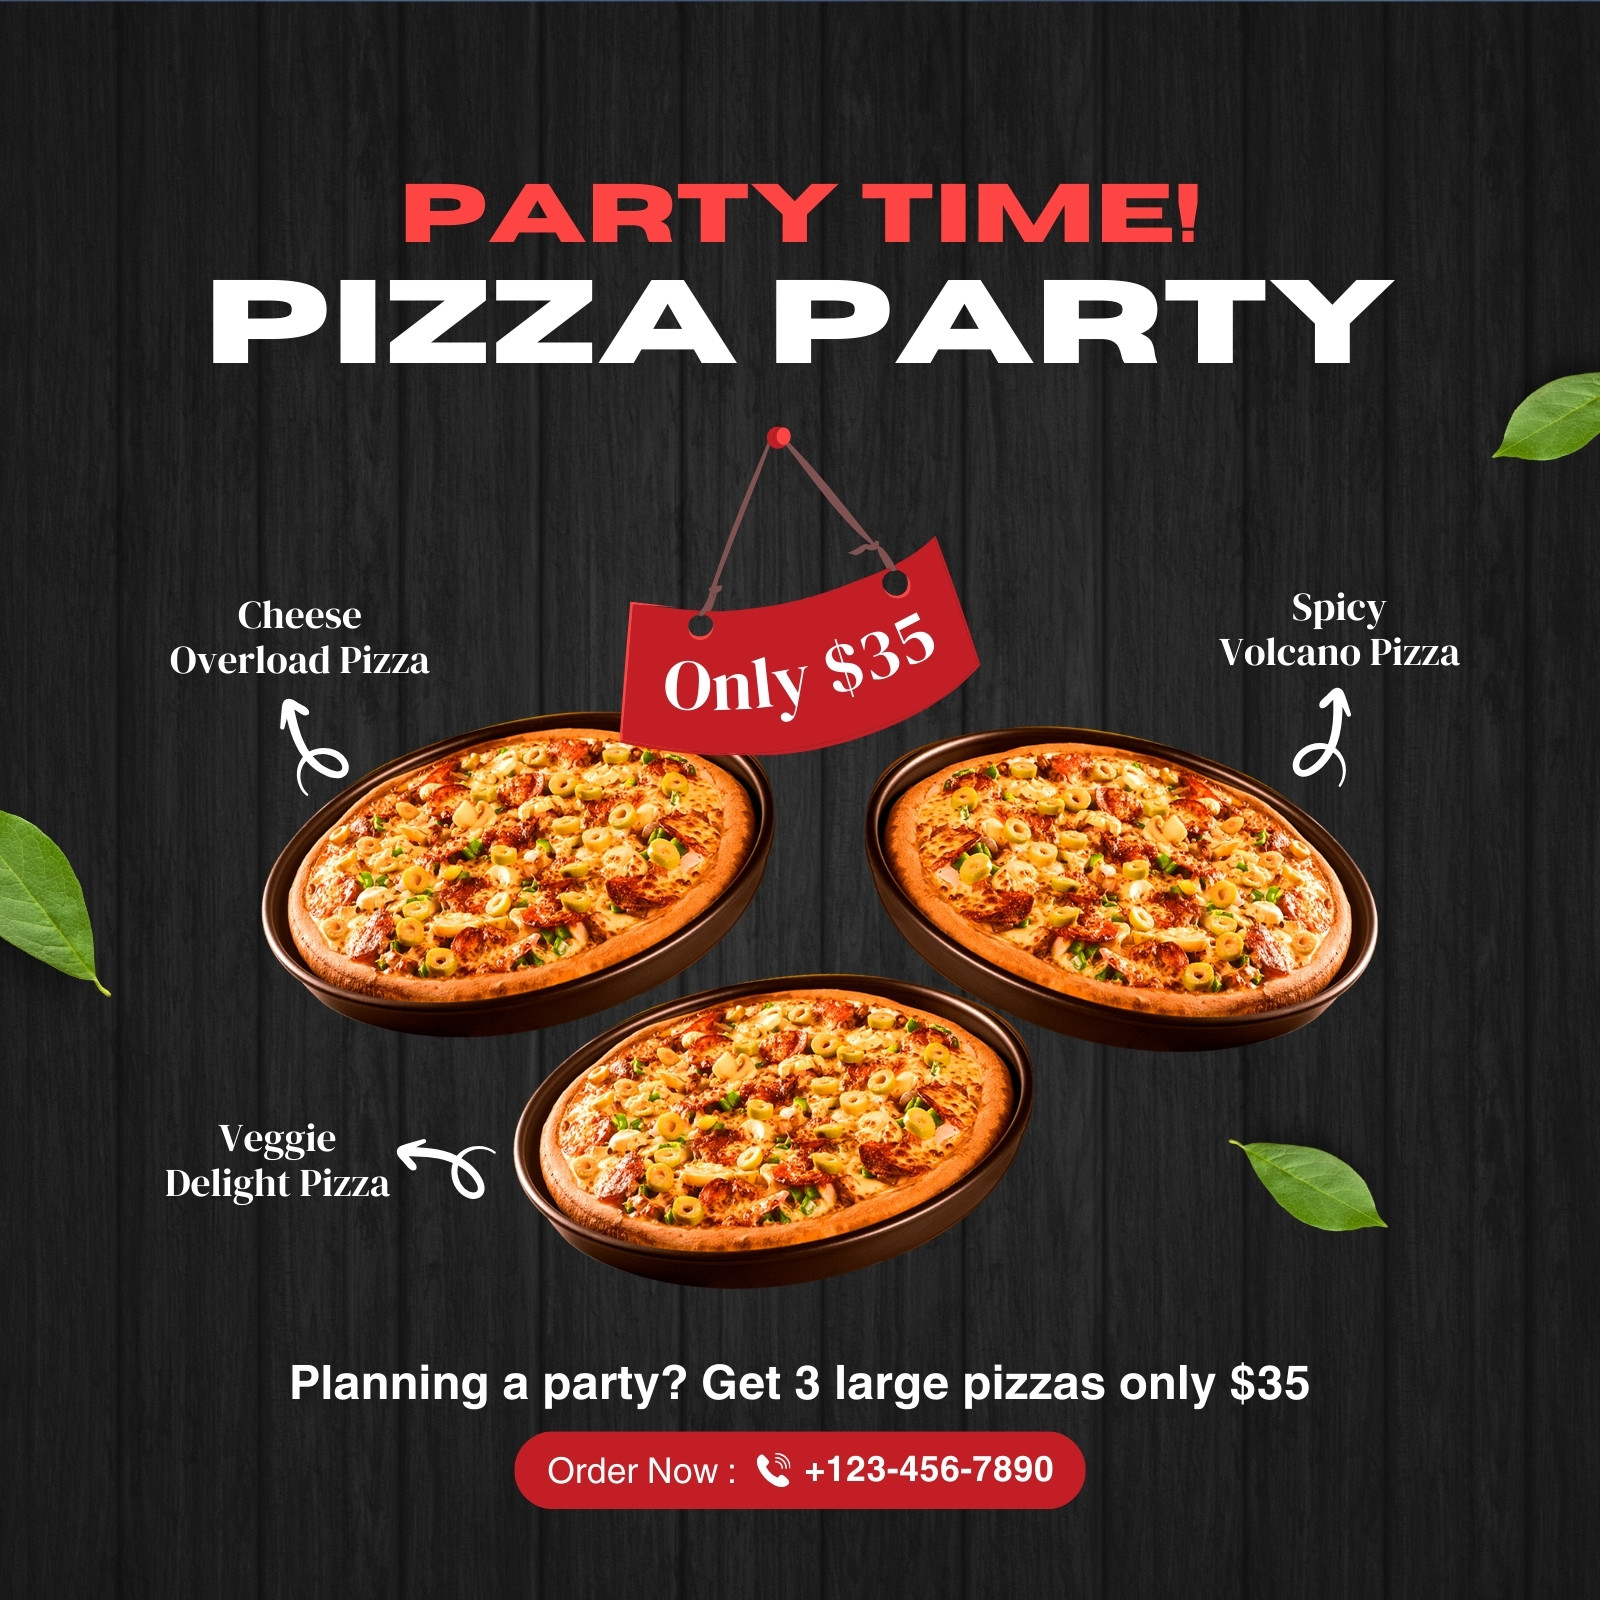 PARTY TIME!
PIZZA PARTY
Only $35
Cheese
Overload Pizza
Spicy
Volcano Pizza
Veggie
Delight Pizza
Planning a party? Get 3 large pizzas only $35
Order Now : +123-456-7890